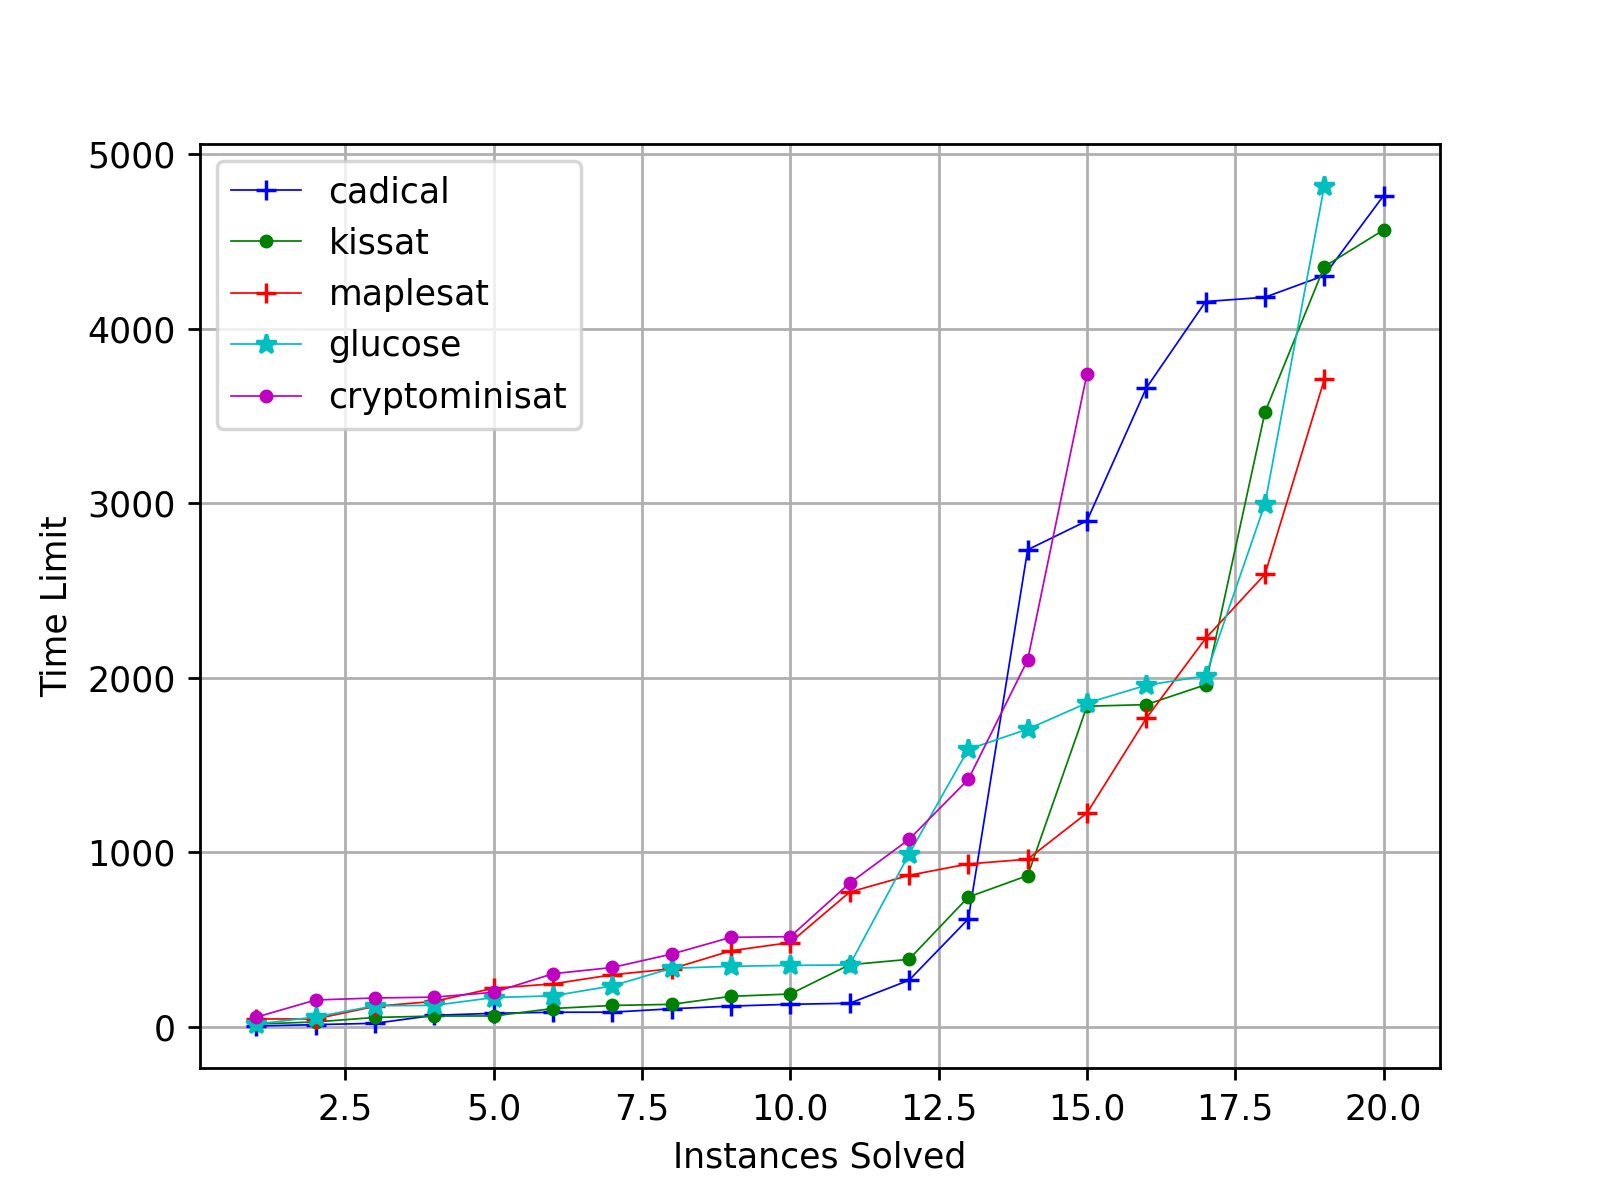 5000
4000
3000
2000
1000
0
Time Limit
cadical
kissat
maplesat
glucose
cryptominisat
2.5 5.0 7.5 10.0 12.5 15.0 17.5 20.0
Instances Solved